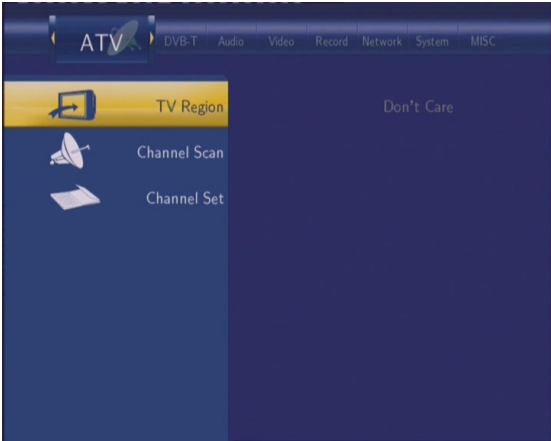 ATV DVB-T Audio Video Record Network System MISC
TV Region Don't Care
Channel Scan
Channel Set